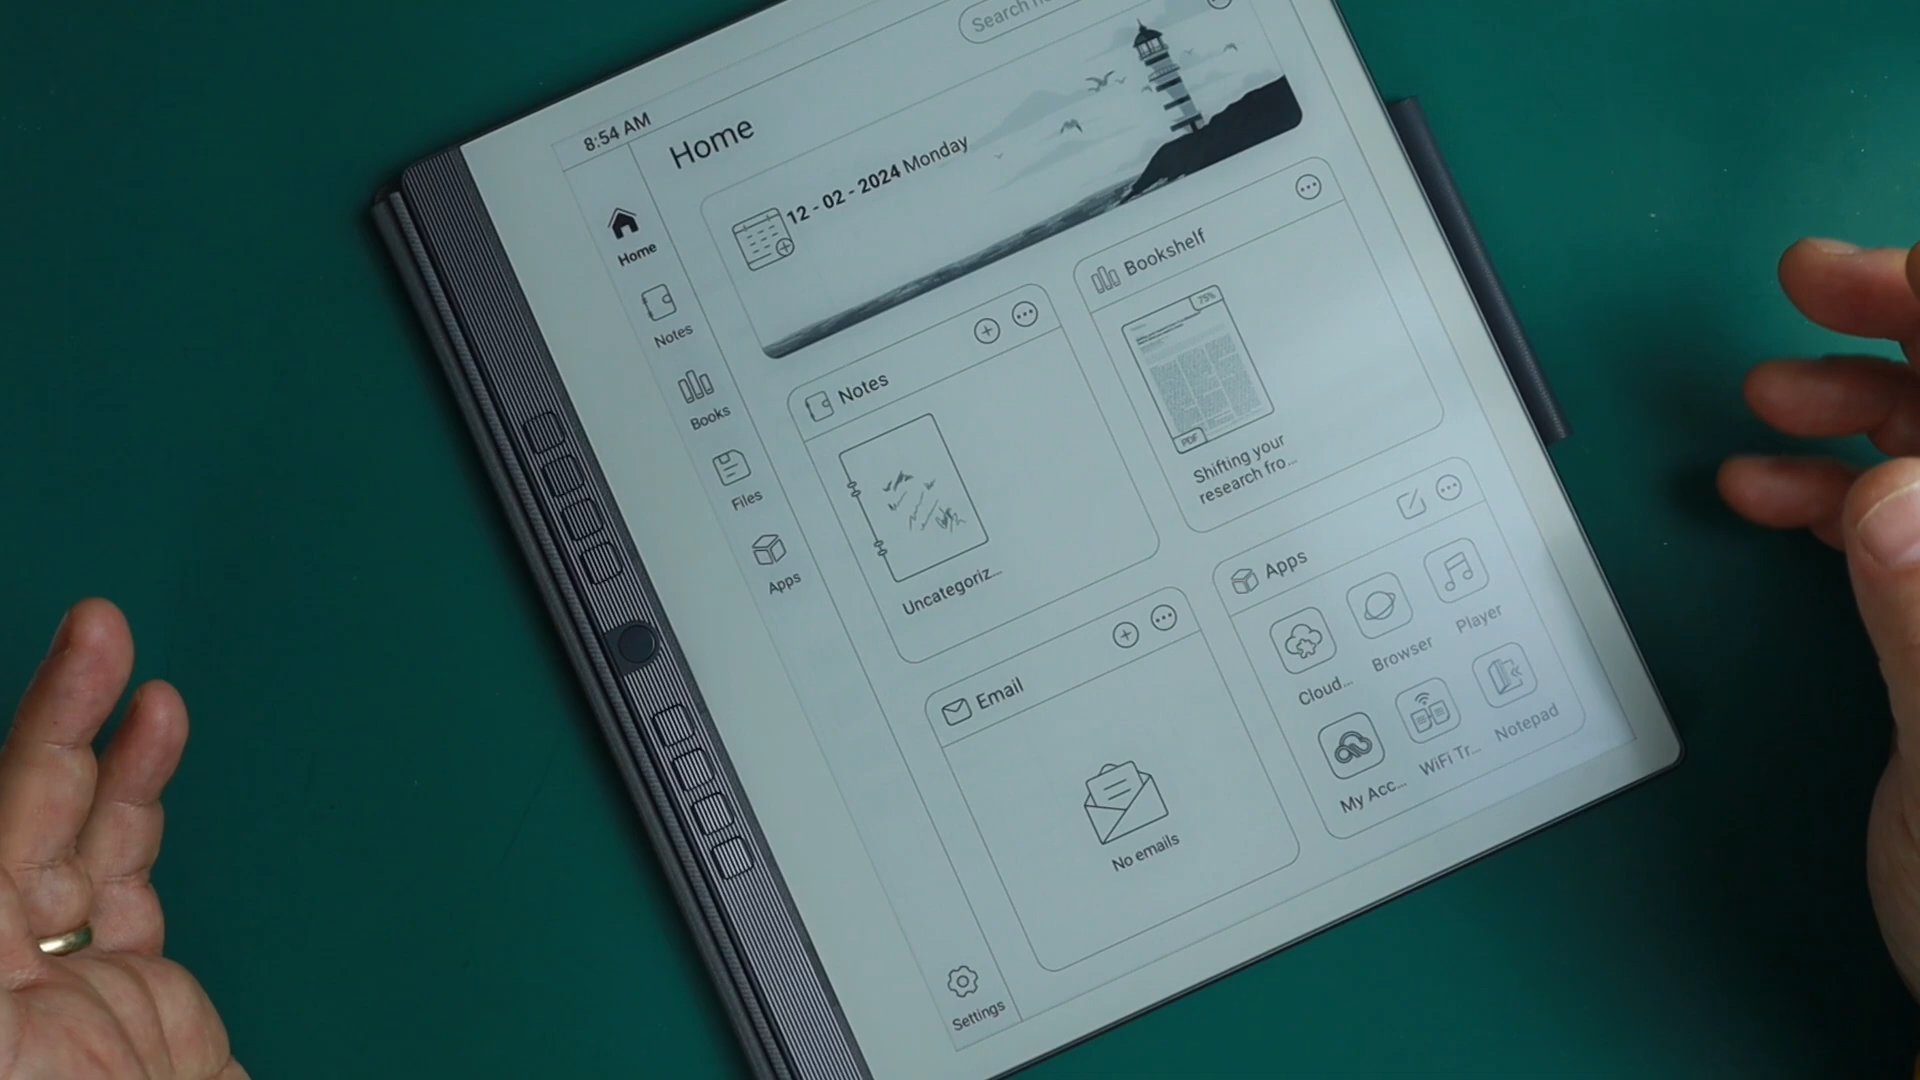 8:54 AM
Search
Home
12 - 02 - 2024 Monday
Home
Notes
Books
Files
Apps
Settings
Notes
Uncategoriz...
Bookshelf
75%
PDF
Shifting your
research fro...
Email
No emails
Apps
Cloud...
Browser
Player
My Acc...
WiFi Tr...
Notepad